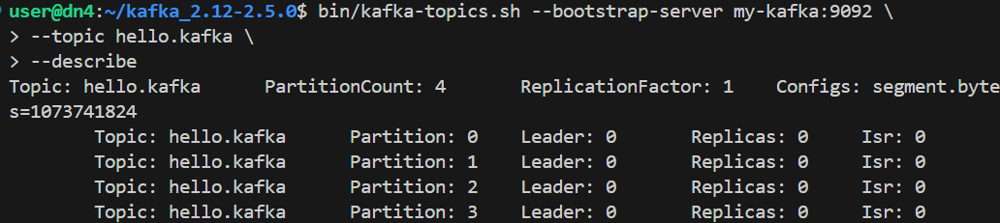 user@dn4:~/kafka_2.12-2.5.0$ bin/kafka-topics.sh --bootstrap-server my-kafka:9092 \
> --topic hello.kafka \
> --describe
Topic: hello.kafka      PartitionCount: 4       ReplicationFactor: 1    Configs: segment.byte
s=1073741824
        Topic: hello.kafka      Partition: 0    Leader: 0       Replicas: 0     Isr: 0
        Topic: hello.kafka      Partition: 1    Leader: 0       Replicas: 0     Isr: 0
        Topic: hello.kafka      Partition: 2    Leader: 0       Replicas: 0     Isr: 0
        Topic: hello.kafka      Partition: 3    Leader: 0       Replicas: 0     Isr: 0